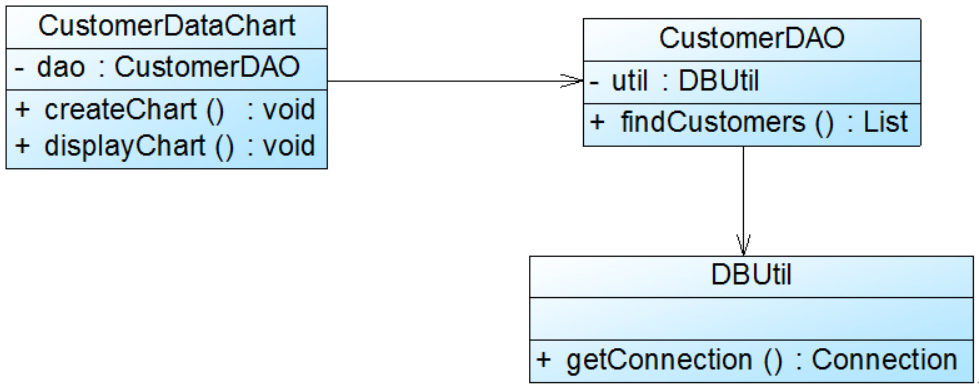 CustomerDataChart
- dao : CustomerDAO
+ createChart () : void
+ displayChart () : void
CustomerDAO
- util : DBUtil
+ findCustomers () : List
DBUtil
+ getConnection () : Connection